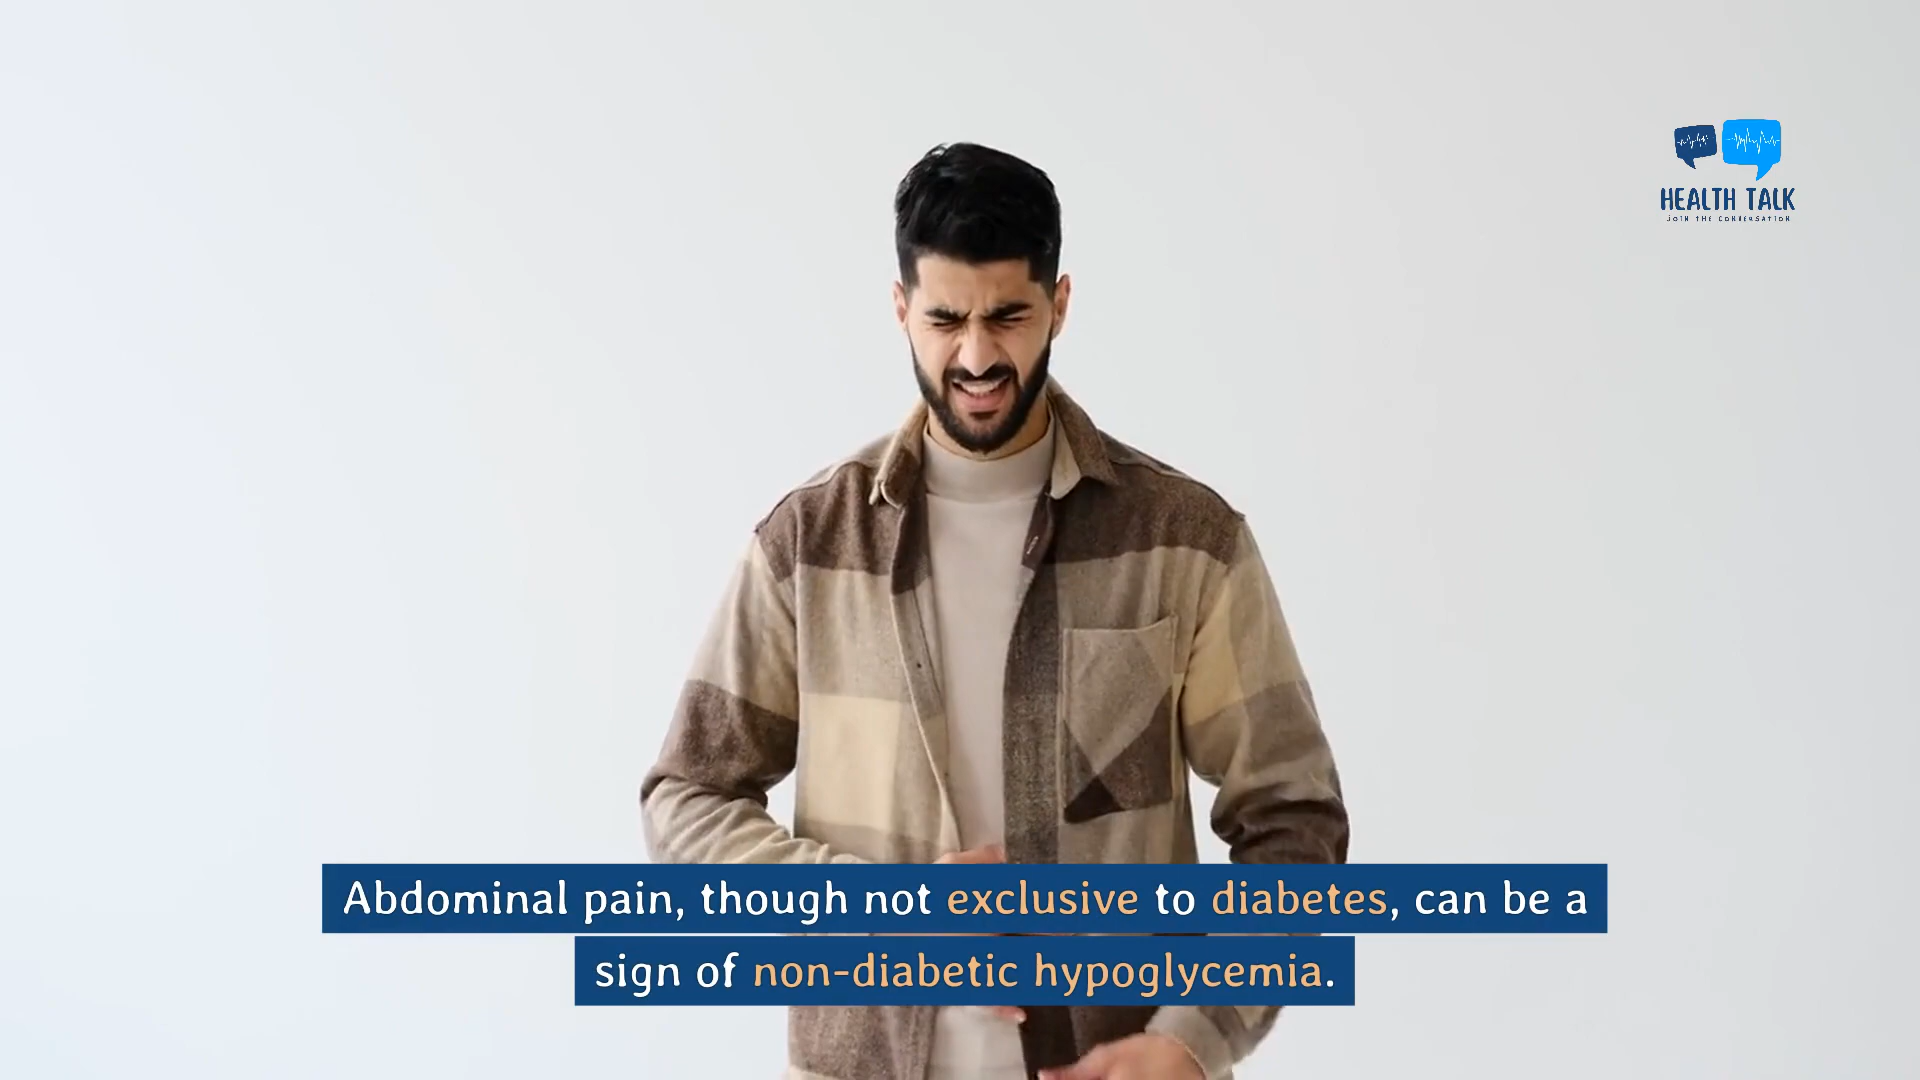 HEALTH TALK
JOIN THE CONVERSATION
Abdominal pain, though not exclusive to diabetes, can be a
sign of non-diabetic hypoglycemia.